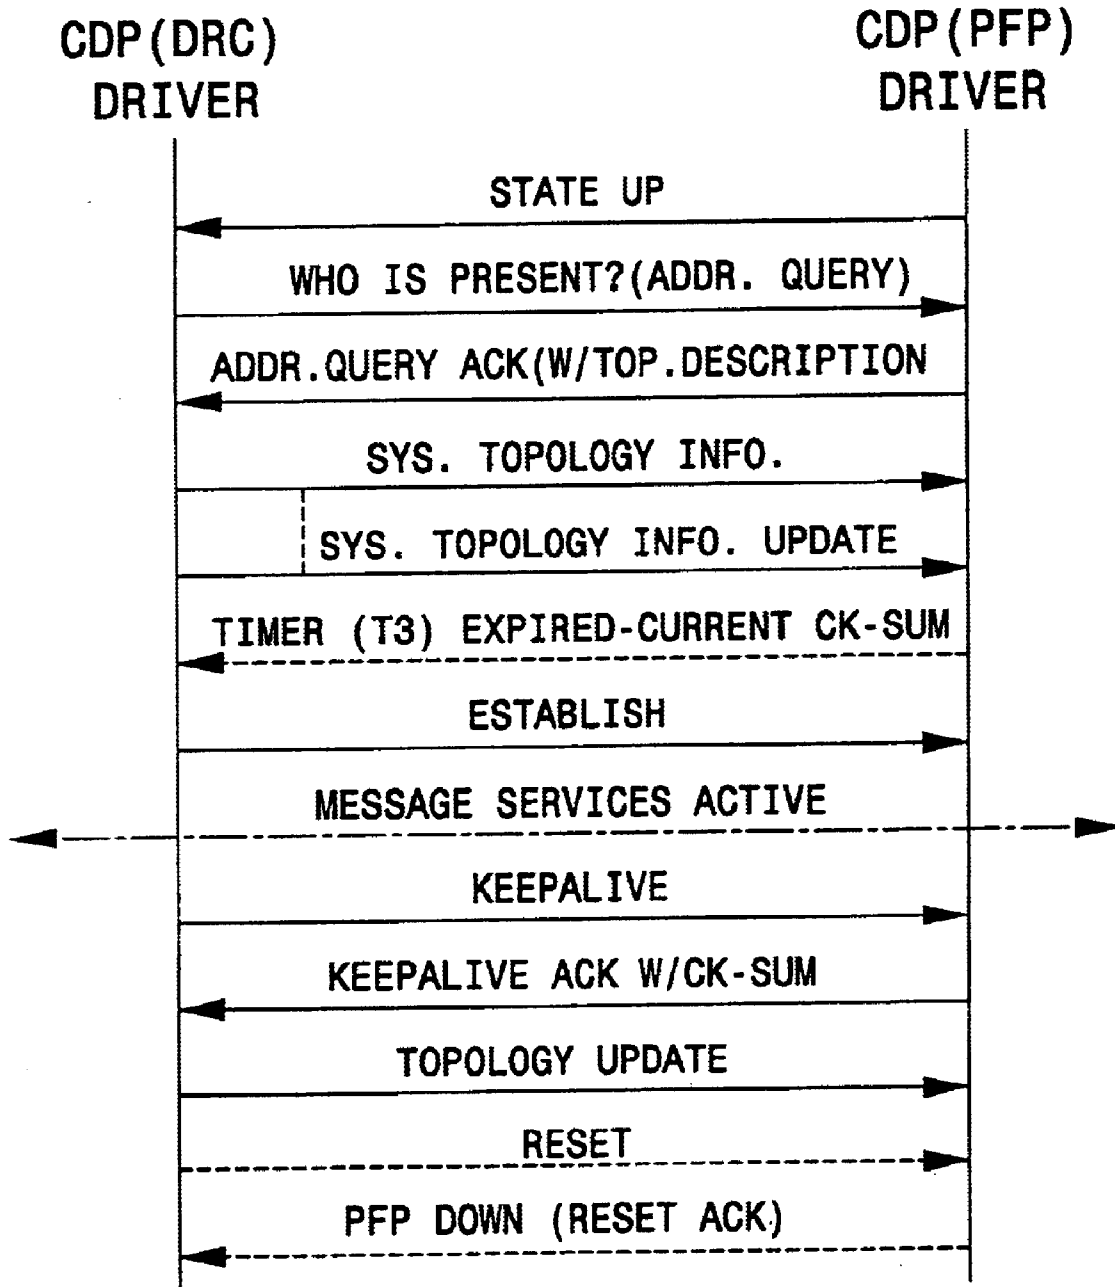 CDP(DRC)
DRIVER
CDP(PFP)
DRIVER
STATE UP
WHO IS PRESENT?(ADDR. QUERY)
ADDR.QUERY ACK(W/TOP.DESCRIPTION
SYS. TOPOLOGY INFO.
SYS. TOPOLOGY INFO. UPDATE
TIMER (T3) EXPIRED-CURRENT CK-SUM
ESTABLISH
MESSAGE SERVICES ACTIVE
KEEPALIVE
KEEPALIVE ACK W/CK-SUM
TOPOLOGY UPDATE
RESET
PFP DOWN (RESET ACK)